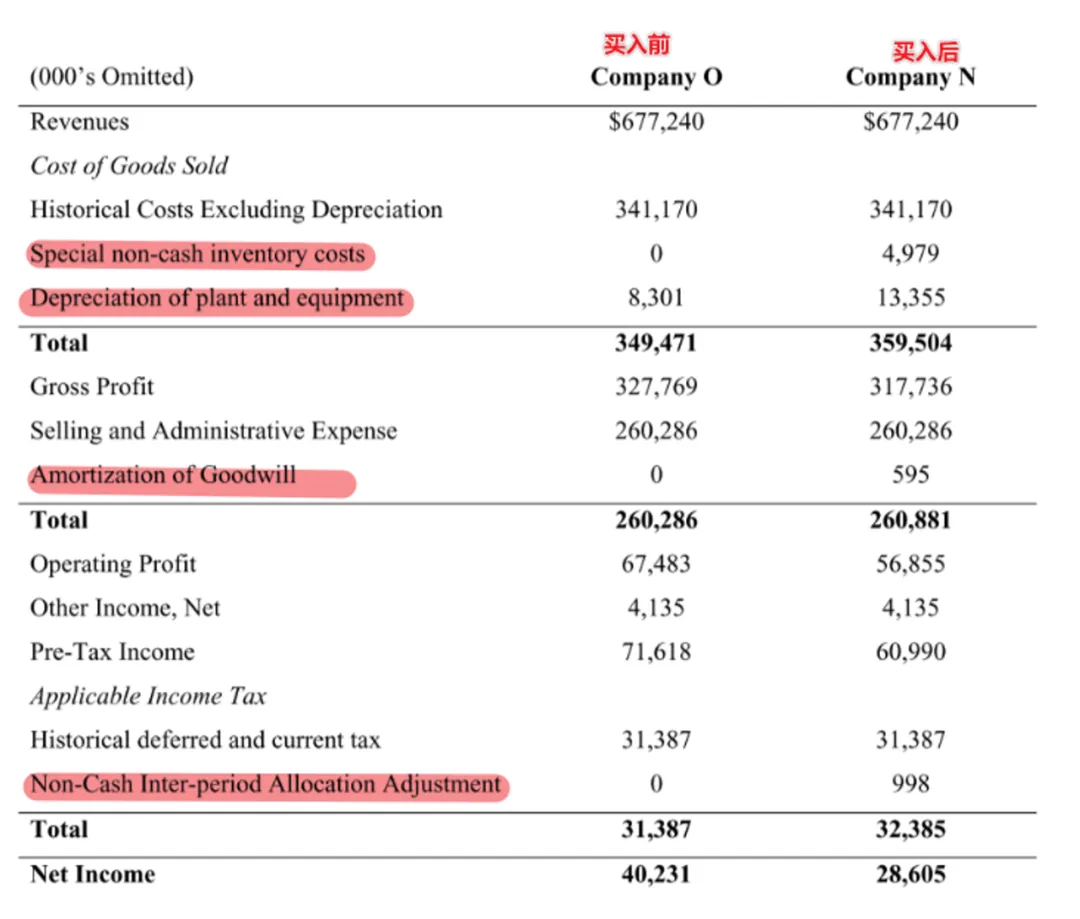 买入前 买入后
(000's Omitted) Company O Company N
Revenues $677,240 $677,240
Cost of Goods Sold
Historical Costs Excluding Depreciation 341,170 341,170
Special non-cash inventory costs 0 4,979
Depreciation of plant and equipment 8,301 13,355
Total 349,471 359,504
Gross Profit 327,769 317,736
Selling and Administrative Expense 260,286 260,286
Amortization of Goodwill 0 595
Total 260,286 260,881
Operating Profit 67,483 56,855
Other Income, Net 4,135 4,135
Pre-Tax Income 71,618 60,990
Applicable Income Tax
Historical deferred and current tax 31,387 31,387
Non-Cash Inter-period Allocation Adjustment 0 998
Total 31,387 32,385
Net Income 40,231 28,605